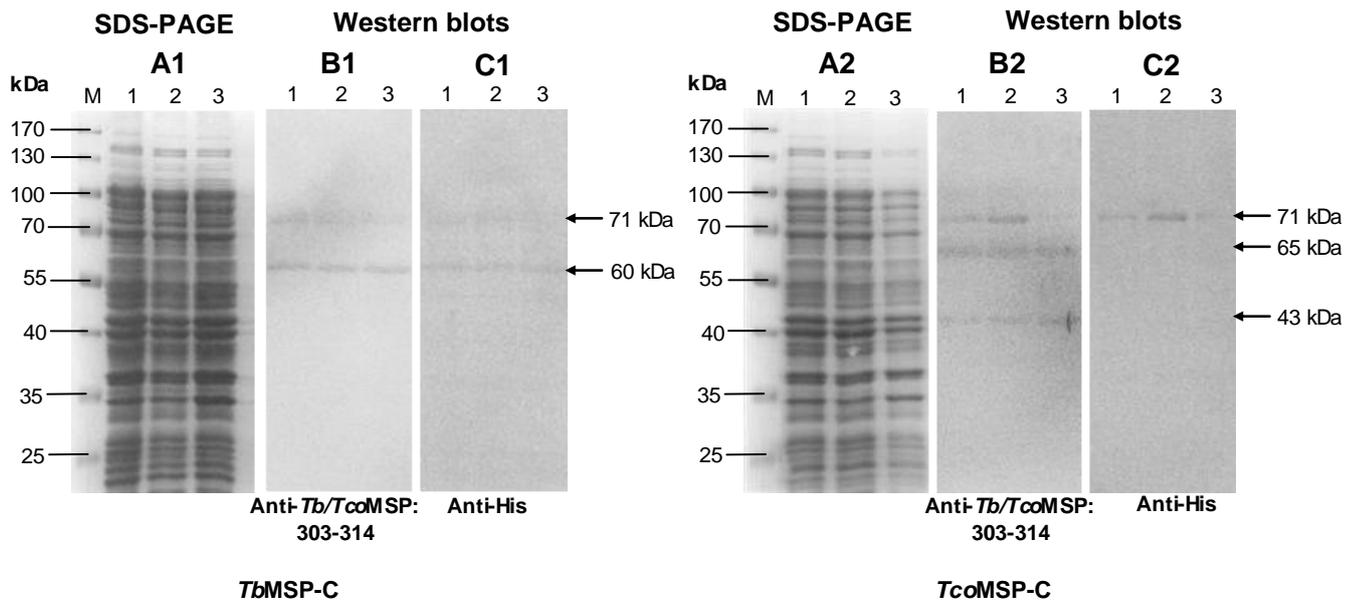 SDS-PAGE Western blots
A1 B1 C1
kDa
M 1 2 3 1 2 3 1 2 3
170
130
100
70
55
40
35
25
71 kDa
60 kDa
Anti-Tb/TcoMSP: Anti-His
303-314
TbMSP-C
SDS-PAGE Western blots
A2 B2 C2
kDa
M 1 2 3 1 2 3 1 2 3
170
130
100
70
55
40
35
25
71 kDa
65 kDa
43 kDa
Anti-Tb/TcoMSP: Anti-His
303-314
TcoMSP-C